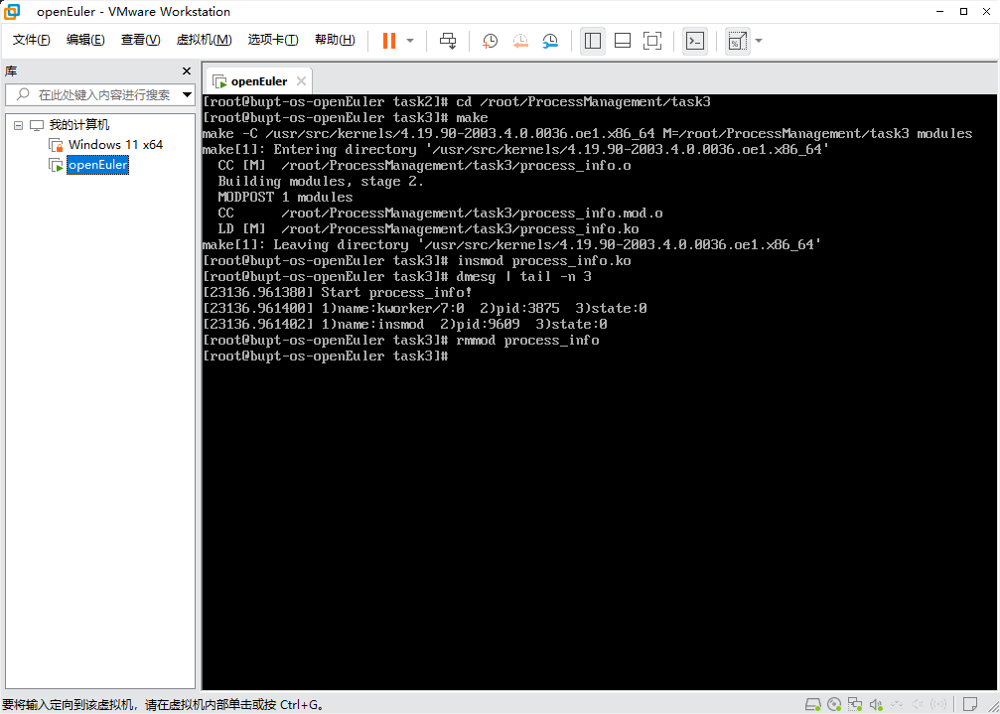 openEuler - VMware Workstation
文件(F) 编辑(E) 查看(V) 虚拟机(M) 选项卡(T) 帮助(H)
库
在此处键入内容进行搜索
我的计算机
Windows 11 x64
openEuler
openEuler
[root@bupt-os-openEuler task2]# cd /root/ProcessManagement/task3
[root@bupt-os-openEuler task3]# make
make -C /usr/src/kernels/4.19.90-2003.4.0.0036.oe1.x86_64 M=/root/ProcessManagement/task3 modules
make[1]: Entering directory '/usr/src/kernels/4.19.90-2003.4.0.0036.oe1.x86_64'
  CC [M]  /root/ProcessManagement/task3/process_info.o
  Building modules, stage 2.
  MODPOST 1 modules
  CC      /root/ProcessManagement/task3/process_info.mod.o
  LD [M]  /root/ProcessManagement/task3/process_info.ko
make[1]: Leaving directory '/usr/src/kernels/4.19.90-2003.4.0.0036.oe1.x86_64'
[root@bupt-os-openEuler task3]# insmod process_info.ko
[root@bupt-os-openEuler task3]# dmesg | tail -n 3
[23136.961380] Start process_info!
[23136.961400] 1)name:kworker/7:0  2)pid:3875  3)state:0
[23136.961402] 1)name:insmod  2)pid:9609  3)state:0
[root@bupt-os-openEuler task3]# rmmod process_info
[root@bupt-os-openEuler task3]#
要将输入定向到该虚拟机，请在虚拟机内部单击或按 Ctrl+G。